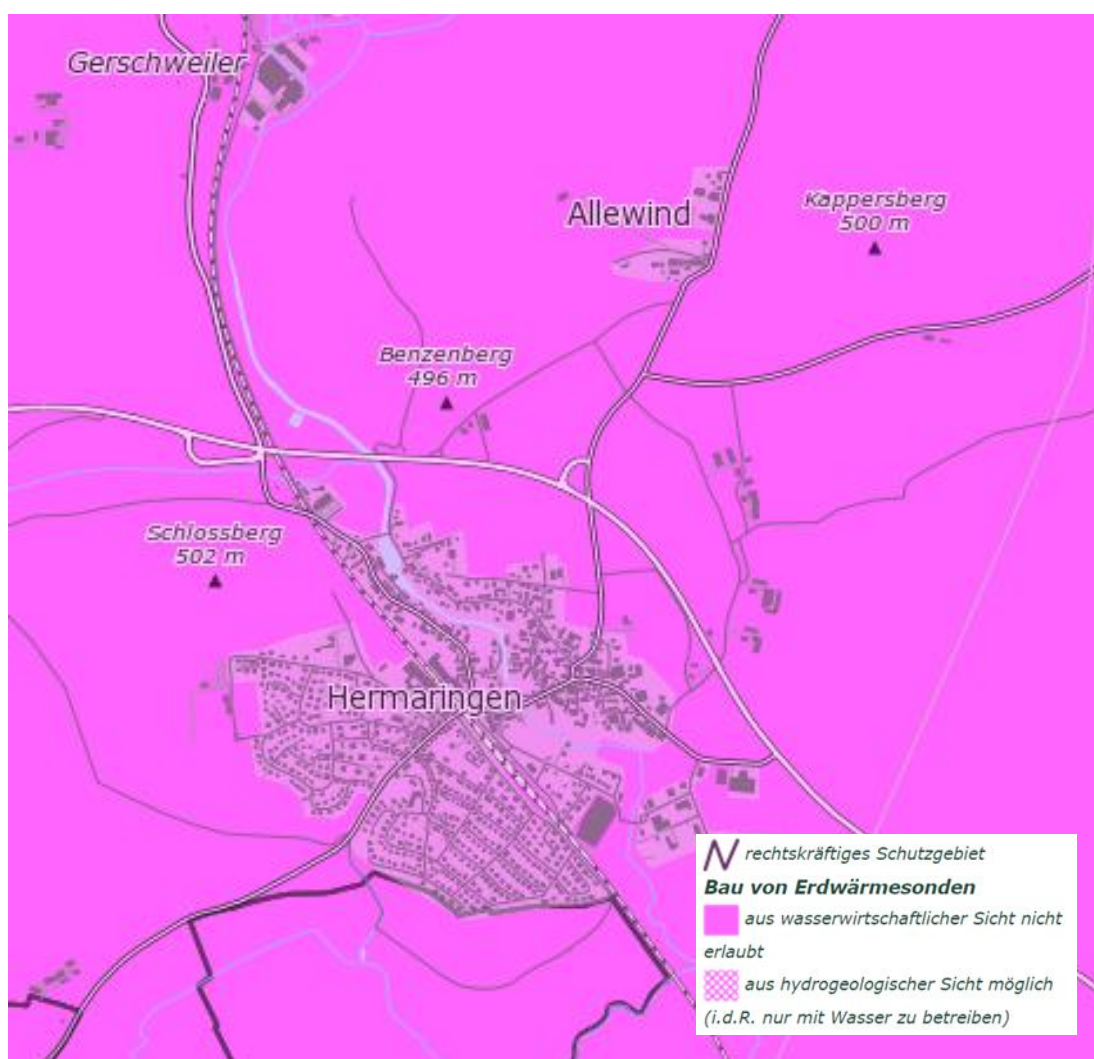 Gerschweiler
Allewind
Kappersberg
500 m
Benzenberg
496 m
Schlossberg
502 m
Hermaringen
rechtskräftiges Schutzgebiet
Bau von Erdwärmesonden
aus wasserwirtschaftlicher Sicht nicht
erlaubt
aus hydrogeologischer Sicht möglich
(i.d.R. nur mit Wasser zu betreiben)